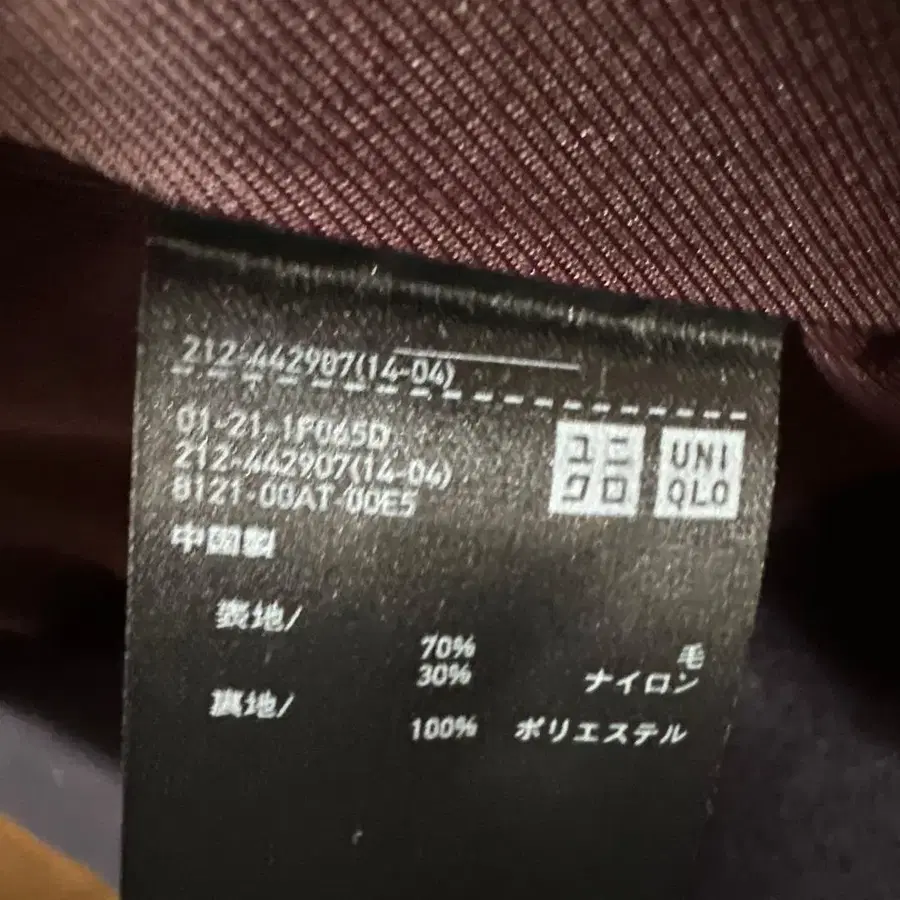 212-442907(14-04)
01-21-1P065D
212-442907(14-04)
8121-00AT-00E5
ユニ
クロ
UNI
QLO
中国製
表地/
70% 毛
30% ナイロン
裏地/
100% ポリエステル